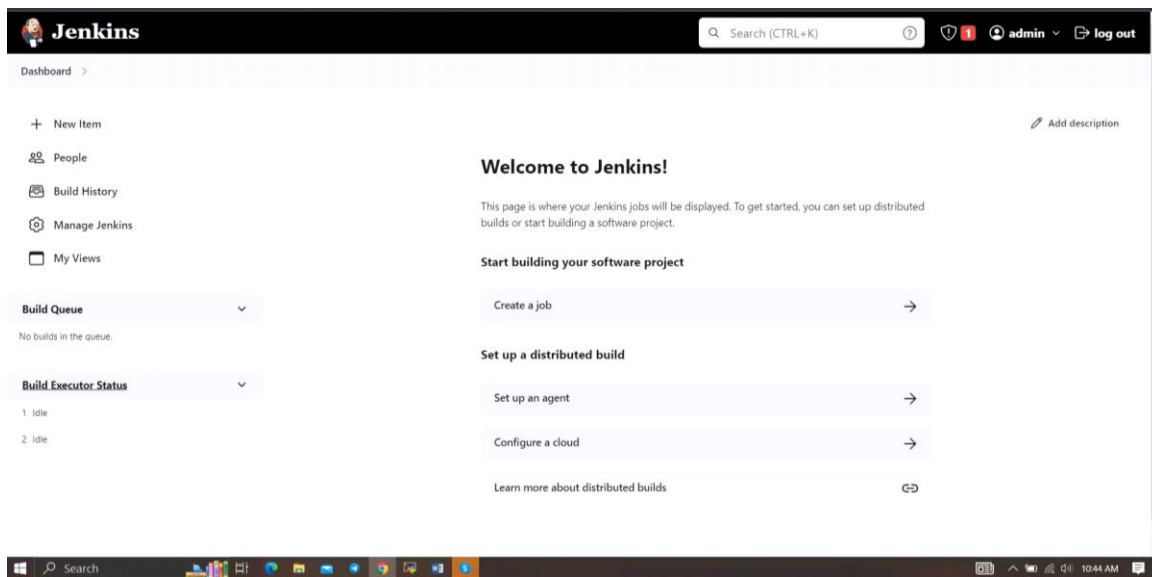 Jenkins
Search (CTRL+K)
1
admin
log out
Dashboard
New Item
People
Build History
Manage Jenkins
My Views
Build Queue
No builds in the queue.
Build Executor Status
1 Idle
2 Idle
Add description
Welcome to Jenkins!
This page is where your Jenkins jobs will be displayed. To get started, you can set up distributed
builds or start building a software project.
Start building your software project
Create a job
Set up a distributed build
Set up an agent
Configure a cloud
Learn more about distributed builds
Search
10:44 AM